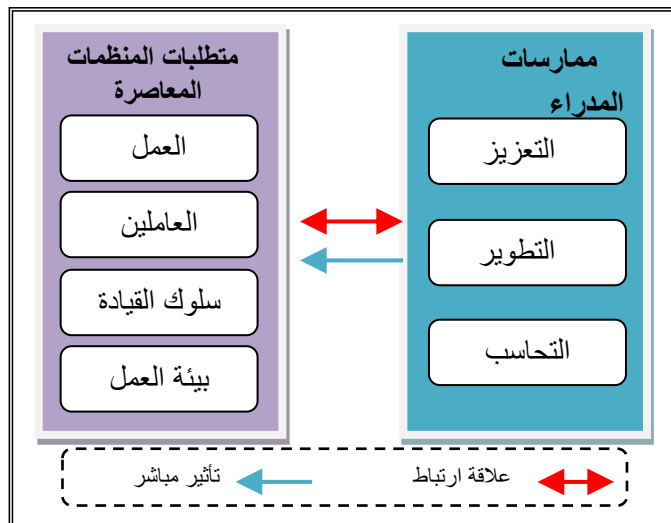 ممارسات
المدراء
التعزيز
التطوير
التحاسب
متطلبات المنظمات
المعاصرة
العمل
العاملين
سلوك القيادة
بيئة العمل
علاقة ارتباط
تأثير مباشر